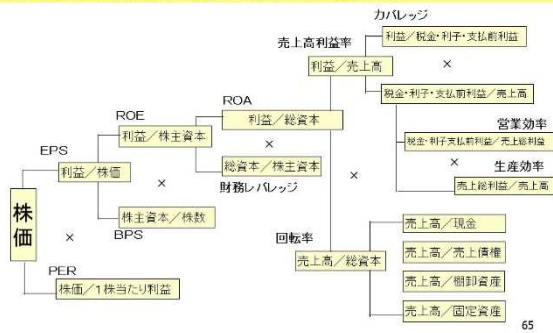 カバレッジ
利益／税金・利子・支払前利益
売上高利益率
×
利益／売上高
税金・利子・支払前利益／売上高
ROA
ROE
利益／総資本
営業効率
利益／株主資本
税金・利子支払前利益／売上総利益
EPS
×
×
利益／株価
総資本／株主資本
生産効率
×
財務レバレッジ
×
売上総利益／売上高
株価
株主資本／株数
BPS
×
回転率
売上高／現金
売上高／総資本
売上高／売上債権
PER
売上高／棚卸資産
株価／1株当たり利益
売上高／固定資産
65